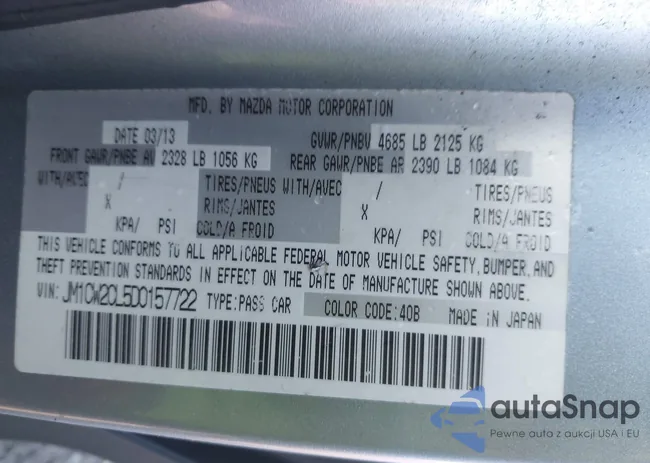 MFD. BY MAZDA MOTOR CORPORATION
DATE 03/13 GVWR/PNBV 4685 LB 2125 KG
FRONT GAWR/PNBE AV 2328 LB 1056 KG REAR GAWR/PNBE AR 2390 LB 1084 KG
WITH/AVEC / TIRES/PNEUS WITH/AVEC / TIRES/PNEUS
X RIMS/JANTES X RIMS/JANTES
KPA/ PSI COLD/A FROID KPA/ PSI COLD/A FROID
THIS VEHICLE CONFORMS TO ALL APPLICABLE FEDERAL MOTOR VEHICLE SAFETY, BUMPER, AND
THEFT PREVENTION STANDARDS IN EFFECT ON THE DATE OF MANUFACTURE SHOWN ABOVE.
VIN: JM1CW2CL5D0157722 TYPE:PASS CAR COLOR CODE:40B MADE IN JAPAN
autaSnap
Pewne auta z aukcji USA i EU